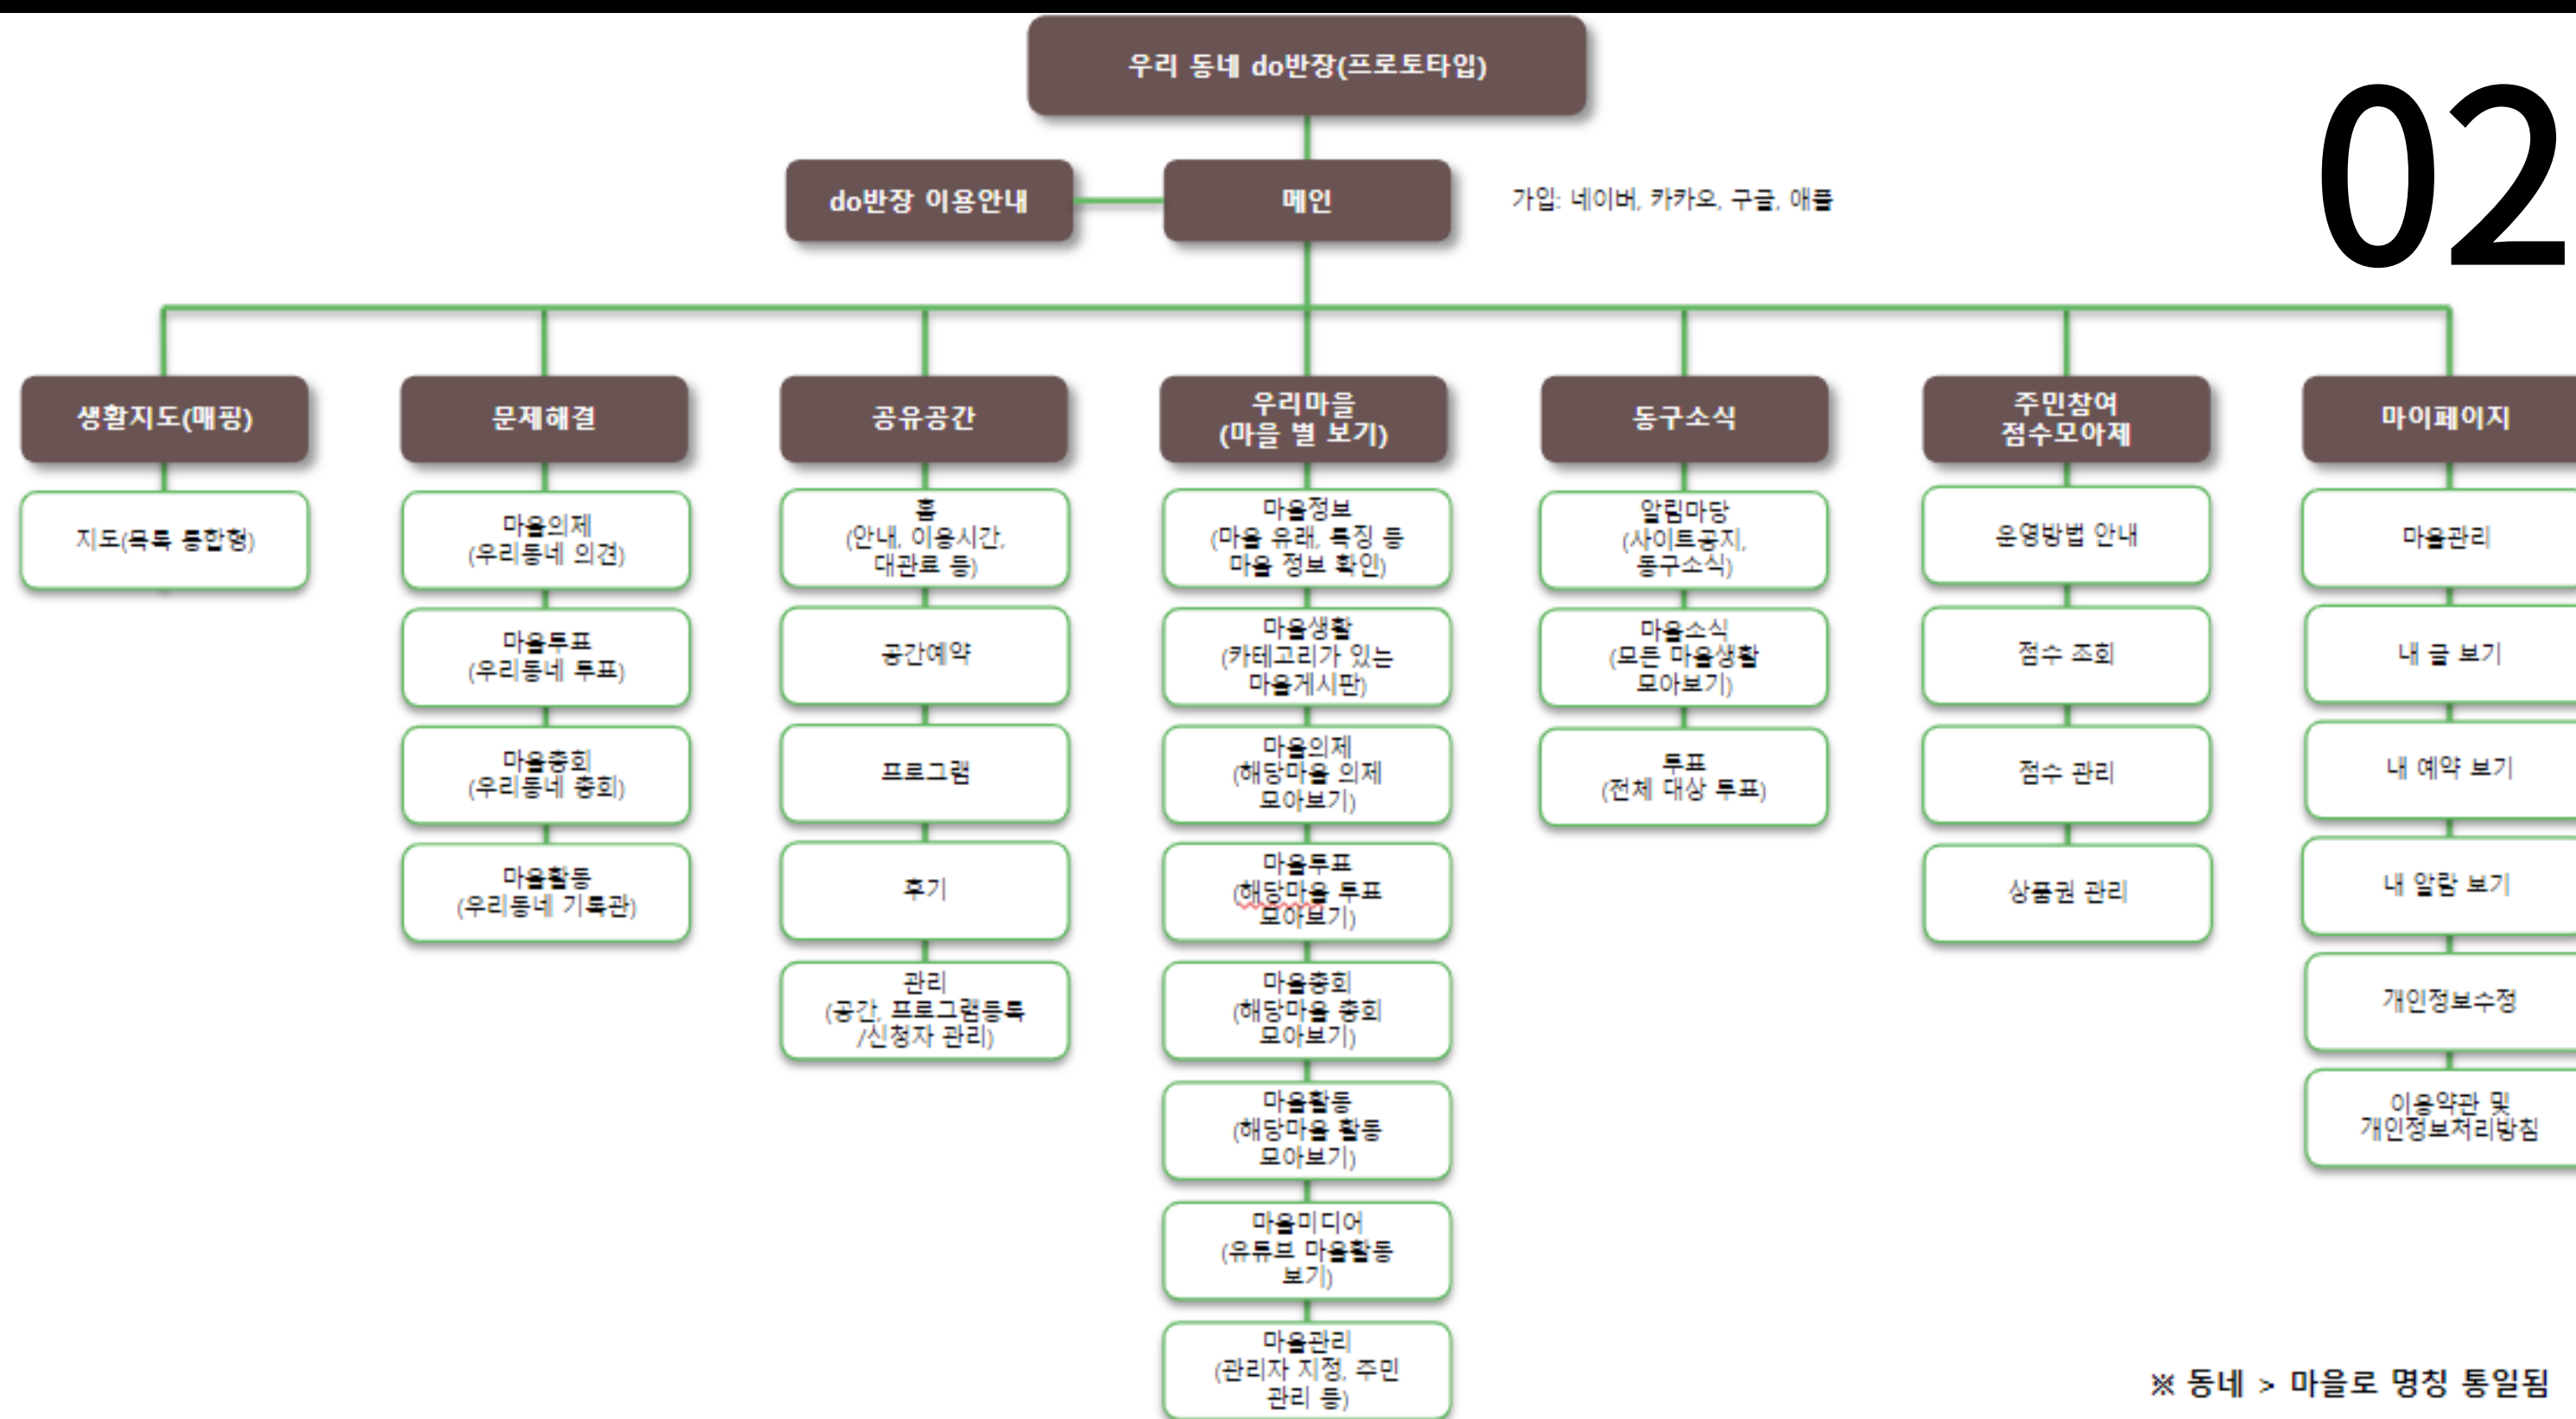 우리 동네 do반장(프로토타입)
02
do반장 이용안내
메인
가입: 네이버, 카카오, 구글, 애플
생활지도(매핑)
지도(목록 통합형)
문제해결
마을의제
(우리동네 의견)
마을투표
(우리동네 투표)
마을총회
(우리동네 총회)
마을활동
(우리동네 기록관)
공유공간
홈
(안내, 이용시간,
대관료 등)
공간예약
프로그램
후기
관리
(공간, 프로그램등록
/신청자 관리)
우리마을
(마을 별 보기)
마을정보
(마을 유래, 특징 등
마을 정보 확인)
마을생활
(카테고리가 있는
마을게시판)
마을의제
(해당마을 의제
모아보기)
마을투표
(해당마을 투표
모아보기)
마을총회
(해당마을 총회
모아보기)
마을활동
(해당마을 활동
모아보기)
마을미디어
(유튜브 마을활동
보기)
마을관리
(관리자 지정, 주민
관리 등)
동구소식
알림마당
(사이트공지,
동구소식)
마을소식
(모든 마을생활
모아보기)
투표
(전체 대상 투표)
주민참여
점수모아제
운영방법 안내
점수 조회
점수 관리
상품권 관리
마이페이지
마을관리
내 글 보기
내 예약 보기
내 알람 보기
개인정보수정
이용약관 및
개인정보처리방침
※ 동네 > 마을로 명칭 통일됨